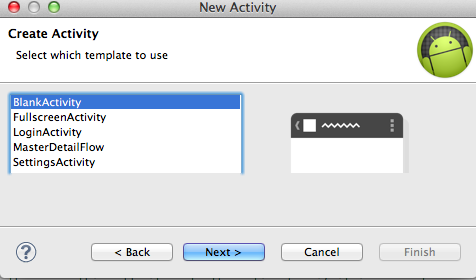 New Activity
Create Activity
Select which template to use
BlankActivity
FullscreenActivity
LoginActivity
MasterDetailFlow
SettingsActivity
?
< Back
Next >
Cancel
Finish